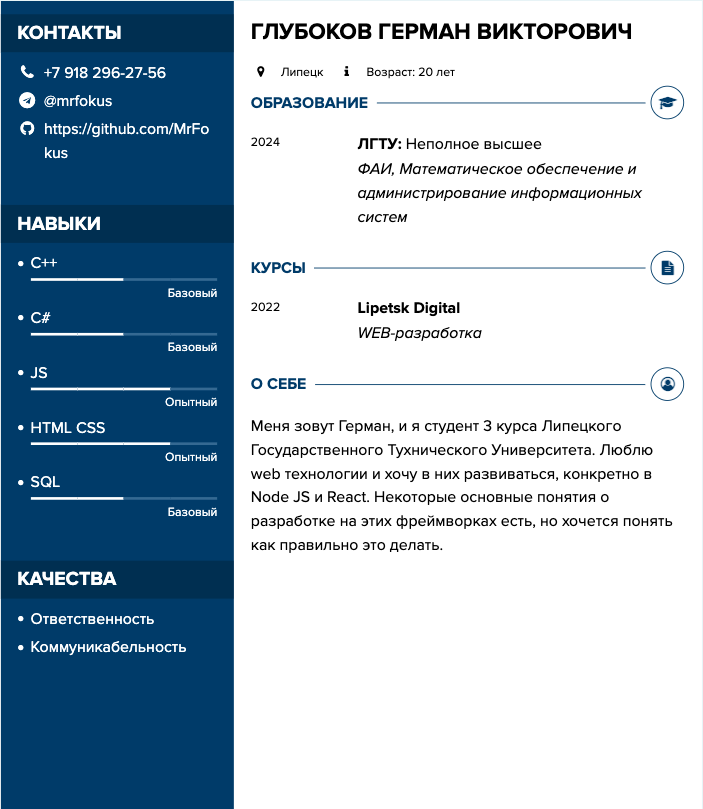 КОНТАКТЫ
+7 918 296-27-56
@mrfokus
https://github.com/MrFo
kus
НАВЫКИ
C++
Базовый
C#
Базовый
JS
Опытный
HTML CSS
Опытный
SQL
Базовый
КАЧЕСТВА
Ответственность
Коммуникабельность
ГЛУБОКОВ ГЕРМАН ВИКТОРОВИЧ
Липецк Возраст: 20 лет
ОБРАЗОВАНИЕ
2024 ЛГТУ: Неполное высшее
ФАИ, Математическое обеспечение и
администрирование информационных
систем
КУРСЫ
2022 Lipetsk Digital
WEB-разработка
О СЕБЕ
Меня зовут Герман, и я студент 3 курса Липецкого
Государственного Тухнического Университета. Люблю
web технологии и хочу в них развиваться, конкретно в
Node JS и React. Некоторые основные понятия о
разработке на этих фреймворках есть, но хочется понять
как правильно это делать.